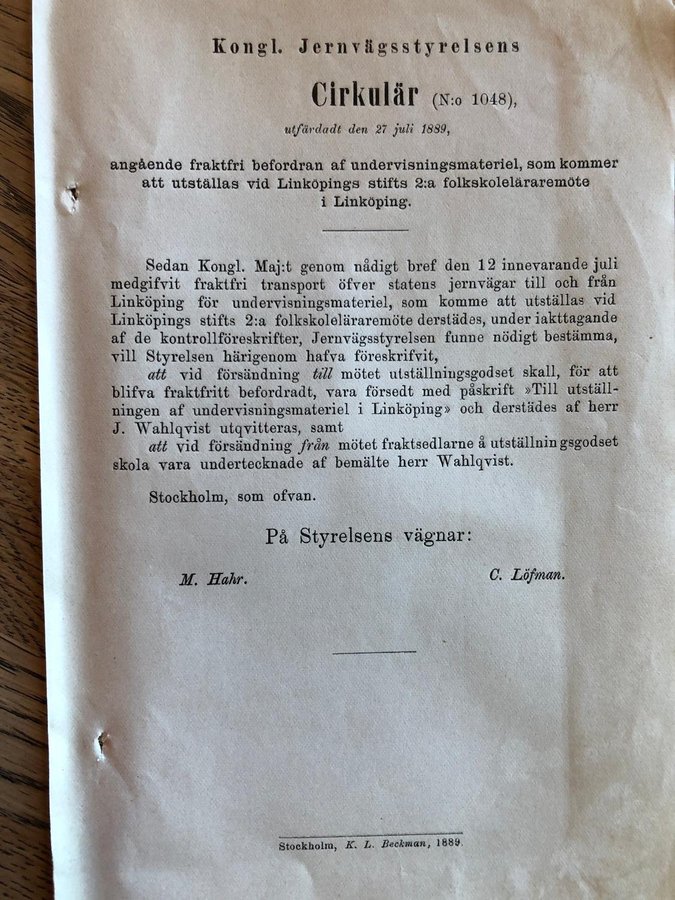 Kongl. Jernvägsstyrelsens
Cirkulär (N:o 1048),
utfärdadt den 27 juli 1889,
angående fraktfri befordran af undervisningsmateriel, som kommer
att utställas vid Linköpings stifts 2:a folkskoleläraremöte
i Linköping.
Sedan Kongl. Maj:t genom nådigt bref den 12 innevarande juli
medgifvit fraktfri transport öfver statens jernvägar till och från
Linköping för undervisningsmateriel, som komme att utställas vid
Linköpings stifts 2:a folkskoleläraremöte derstädes, under iakttagande
af de kontrollföreskrifter, Jernvägsstyrelsen funne nödigt bestämma,
vill Styrelsen härigenom hafva föreskrifvit,
att vid försändning till mötet utställningsgodset skall, för att
blifva fraktfritt befordradt, vara försedt med påskrift »Till utställ-
ningen af undervisningsmateriel i Linköping» och derstädes af herr
J. Wahlqvist utqvitteras, samt
att vid försändning från mötet fraktsedlarne å utställningsgodset
skola vara undertecknade af bemälte herr Wahlqvist.
Stockholm, som ofvan.
På Styrelsens vägnar:
M. Hahr. C. Löfman.
Stockholm, K. L. Beckman, 1889.